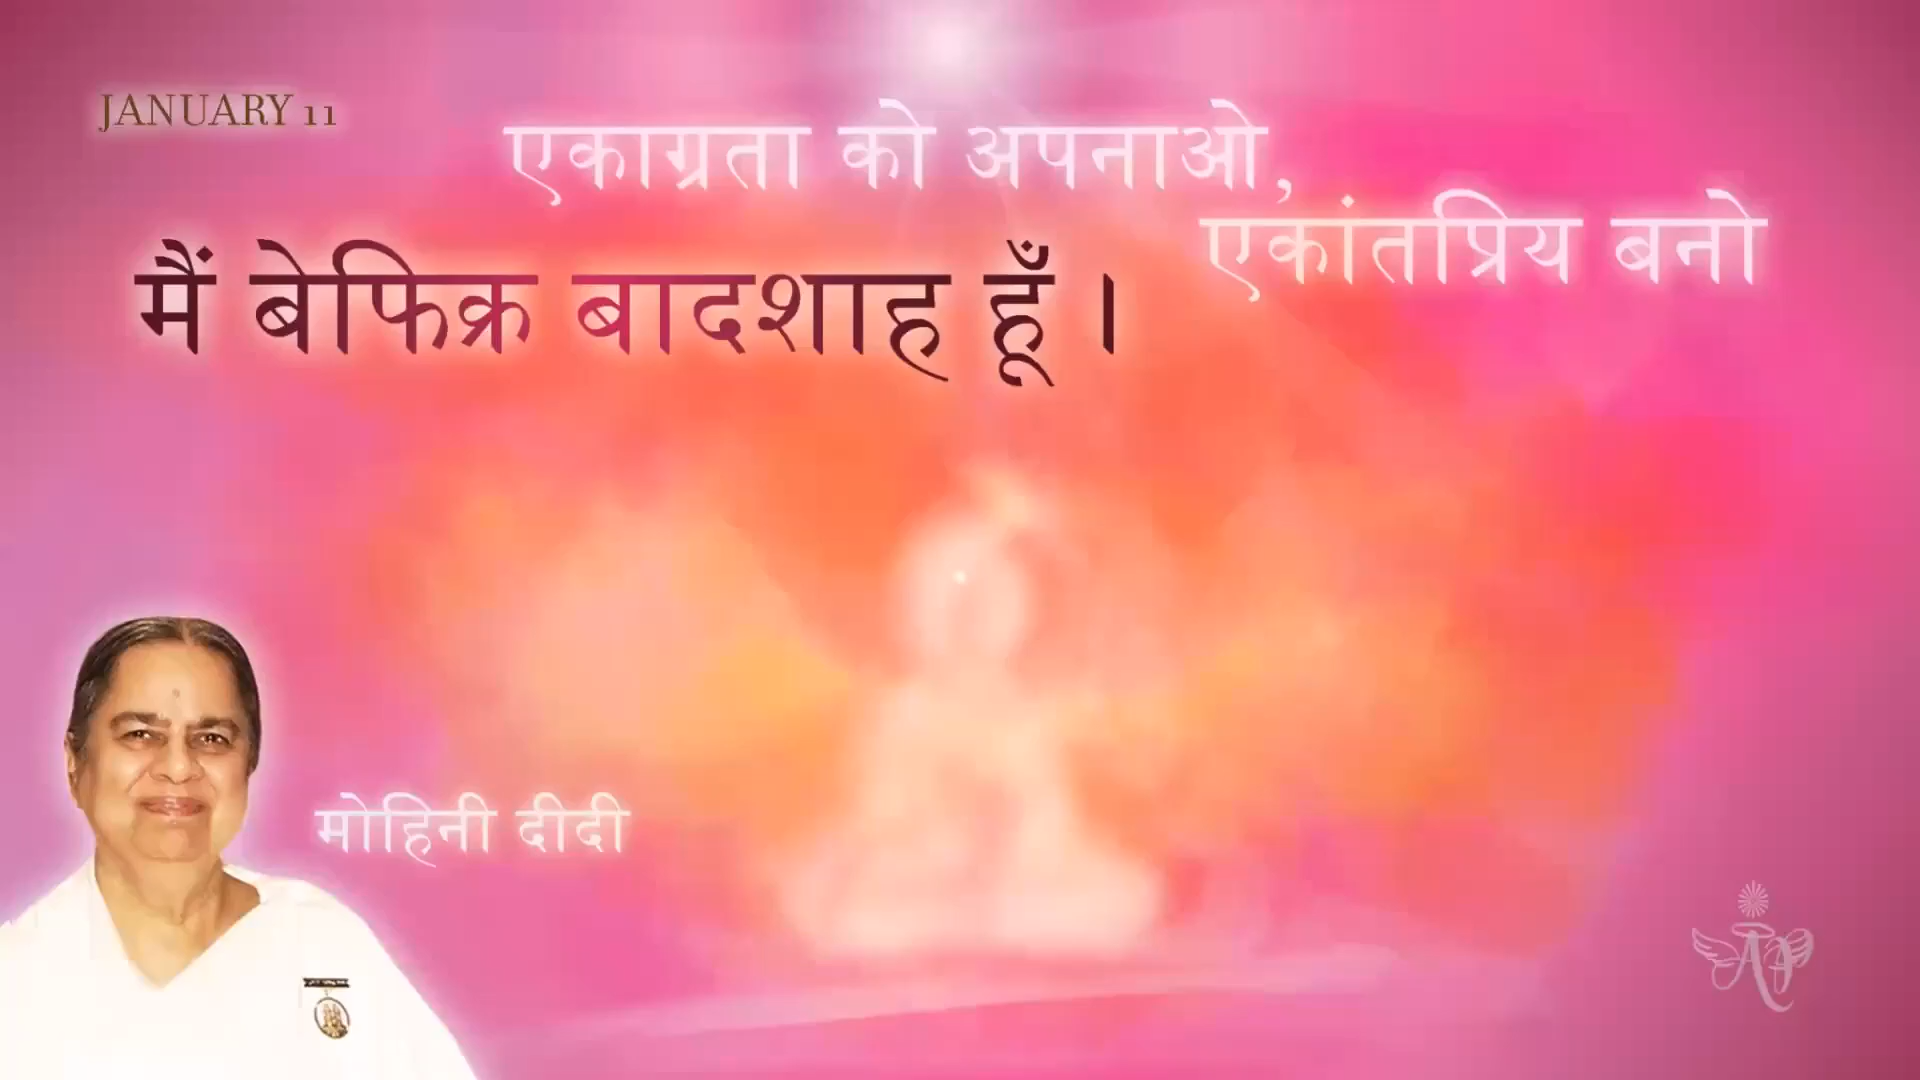 JANUARY 11
एकाग्रता को अपनाओ,
एकांतप्रिय बनो
मैं बेफिक्र बादशाह हूँ ।
मोहिनी दीदी